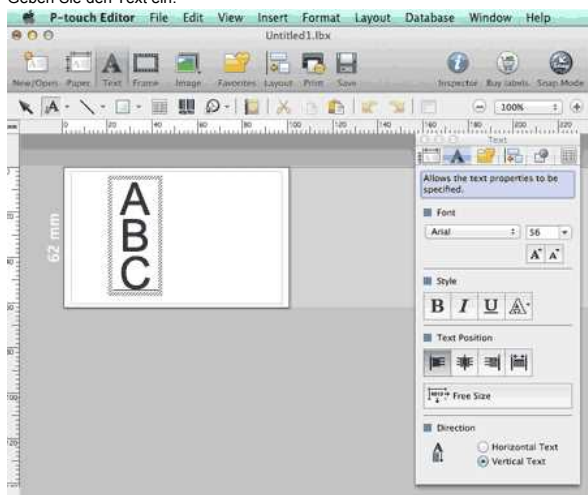 Geben Sie den Text ein.
P-touch Editor File Edit View Insert Format Layout Database Window Help
Untitled1.lbx
New/Open Paper Text Frame Image Favorites Layout Print Save Inspector Buy labels Snap Mode
100%
Text
Allows the text properties to be
specified.
Font
Arial 56
Style
B I U A
Text Position
Free Size
Direction
Horizontal Text
Vertical Text
62 mm
A
B
C